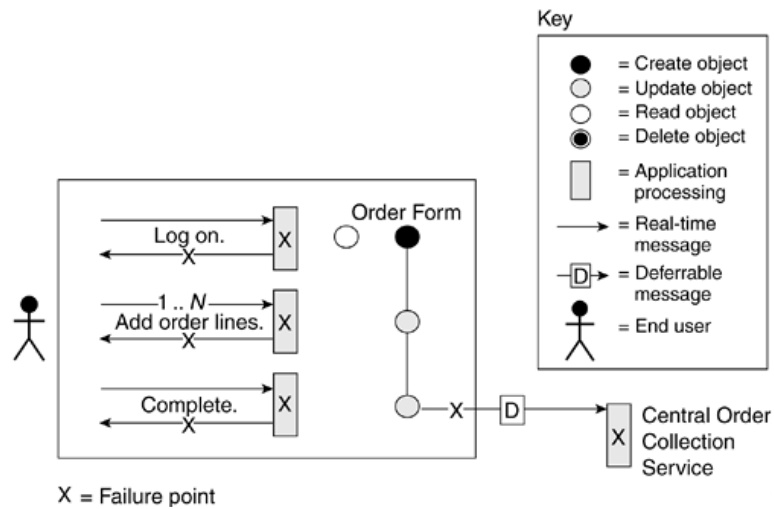 Key
= Create object
= Update object
= Read object
= Delete object
= Application
processing
= Real-time
message
D = Deferrable
message
= End user
Order Form
X
Log on.
X
1 .. N
Add order lines.
X
X
Complete.
X
X
X
D
X
Central Order
Collection
Service
X = Failure point